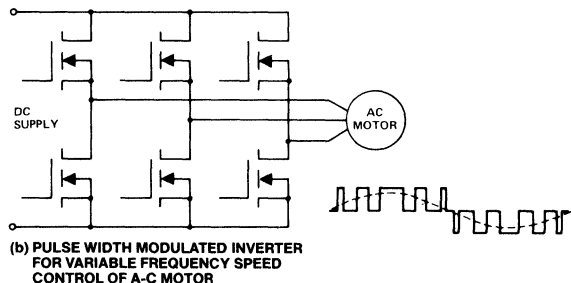 DC
SUPPLY
AC
MOTOR
(b) PULSE WIDTH MODULATED INVERTER
FOR VARIABLE FREQUENCY SPEED
CONTROL OF A-C MOTOR